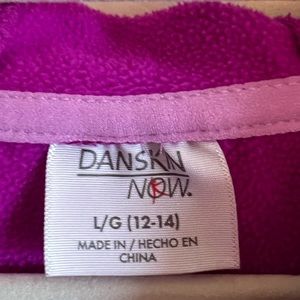 DANSKIN
NOW.
L/G (12-14)
MADE IN / HECHO EN
CHINA